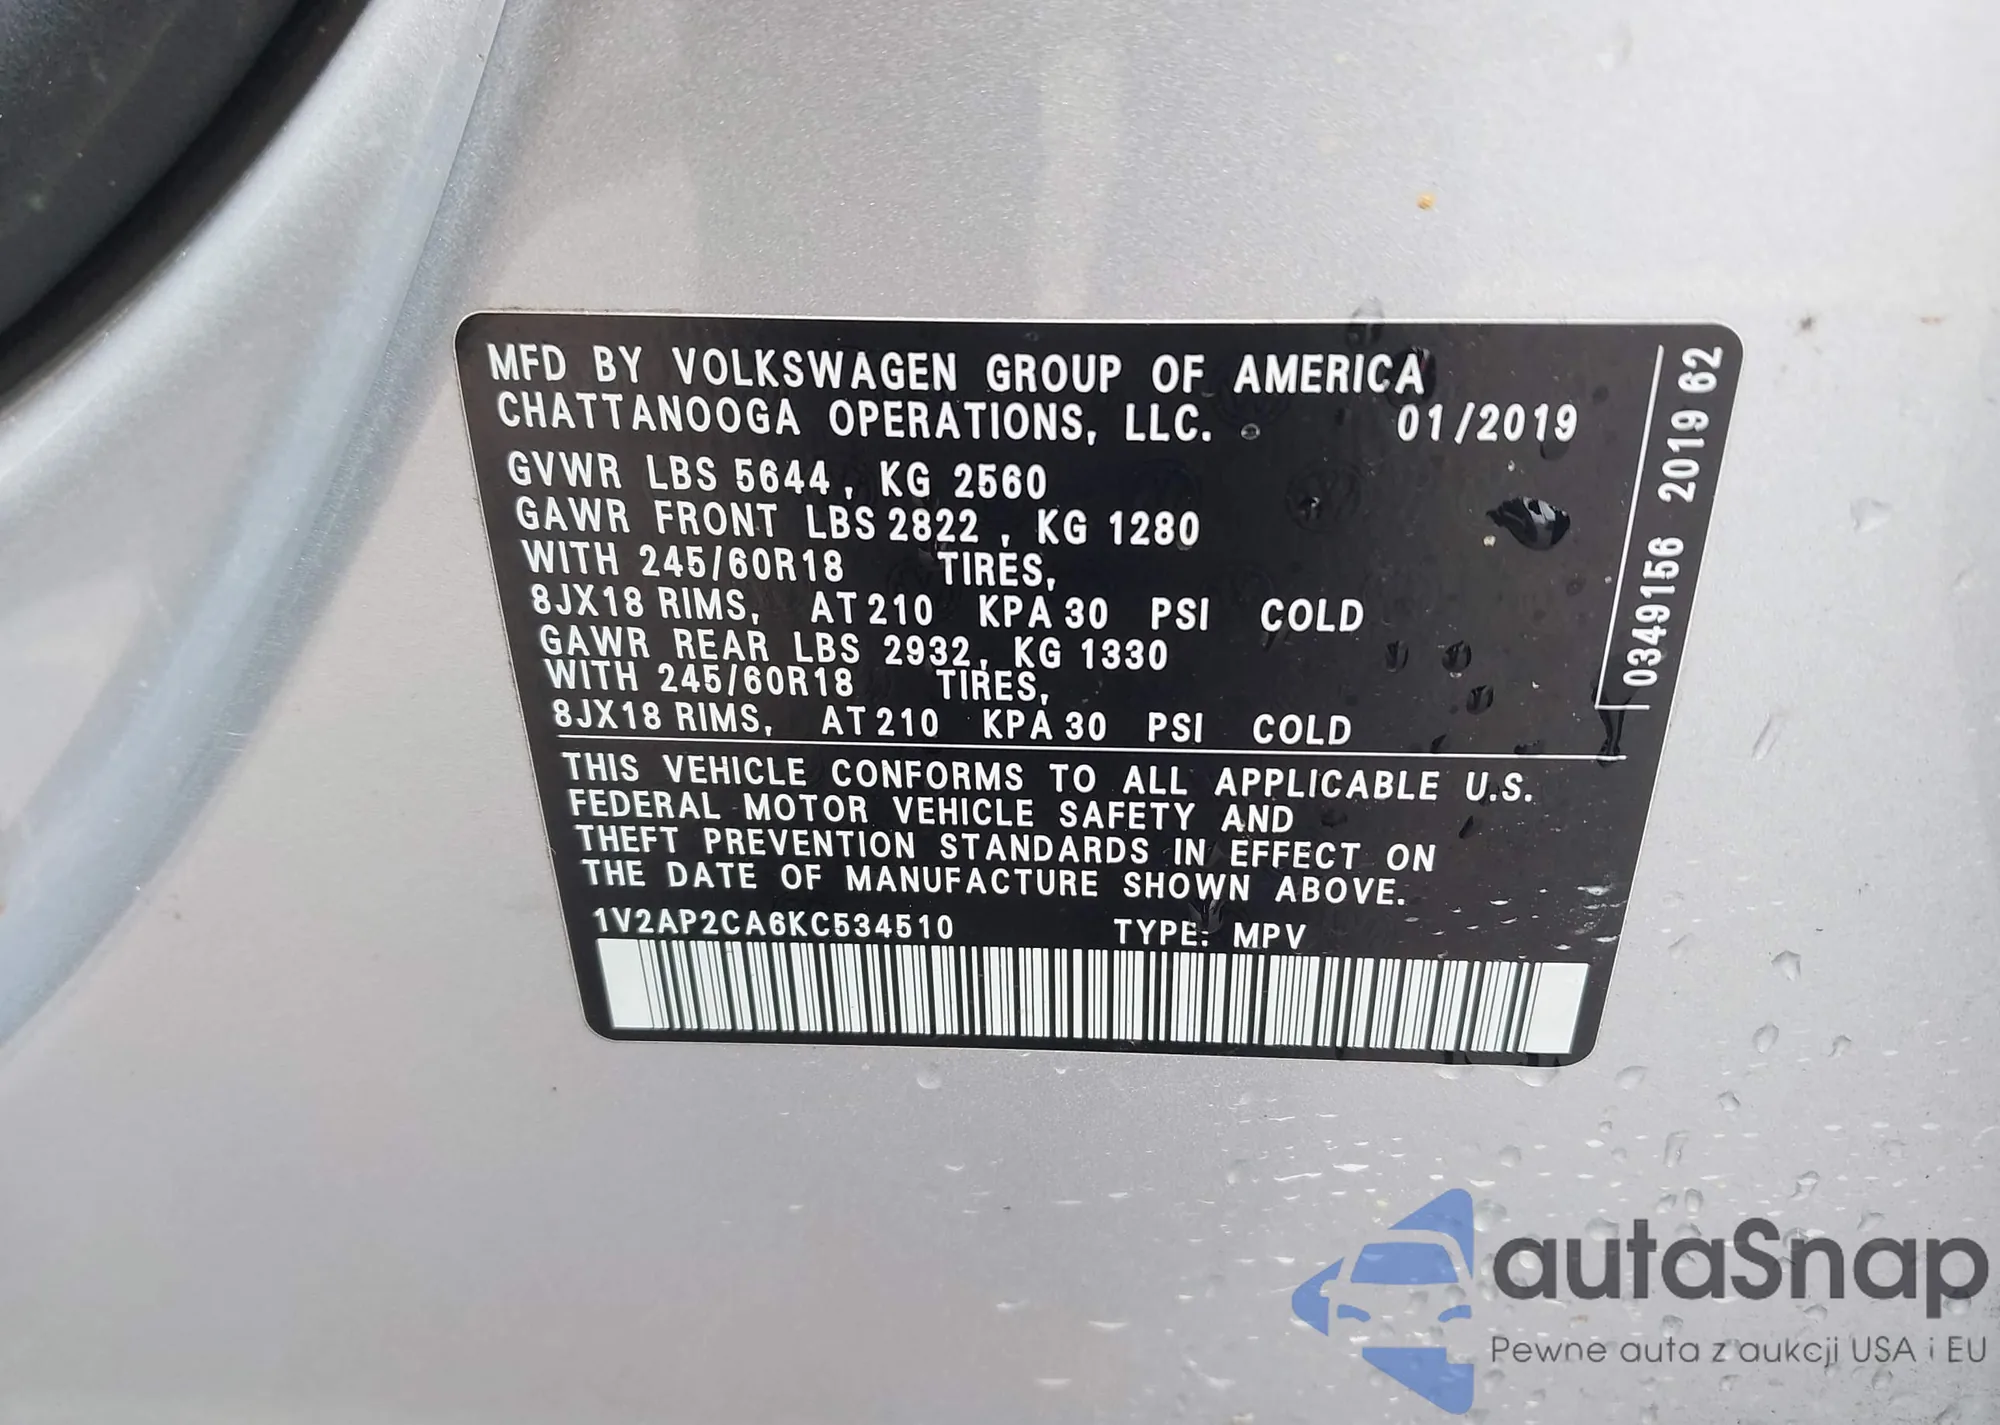 MFD BY VOLKSWAGEN GROUP OF AMERICA
CHATTANOOGA OPERATIONS, LLC. 01/2019
GVWR LBS 5644, KG 2560
GAWR FRONT LBS 2822, KG 1280
WITH 245/60R18 TIRES,
8JX18 RIMS, AT 210 KPA 30 PSI COLD
GAWR REAR LBS 2932, KG 1330
WITH 245/60R18 TIRES,
8JX18 RIMS, AT 210 KPA 30 PSI COLD
THIS VEHICLE CONFORMS TO ALL APPLICABLE U.S.
FEDERAL MOTOR VEHICLE SAFETY AND
THEFT PREVENTION STANDARDS IN EFFECT ON
THE DATE OF MANUFACTURE SHOWN ABOVE.
1V2AP2CA6KC534510 TYPE: MPV
0349156 2019 62
autaSnap
Pewne auta z aukcji USA i EU